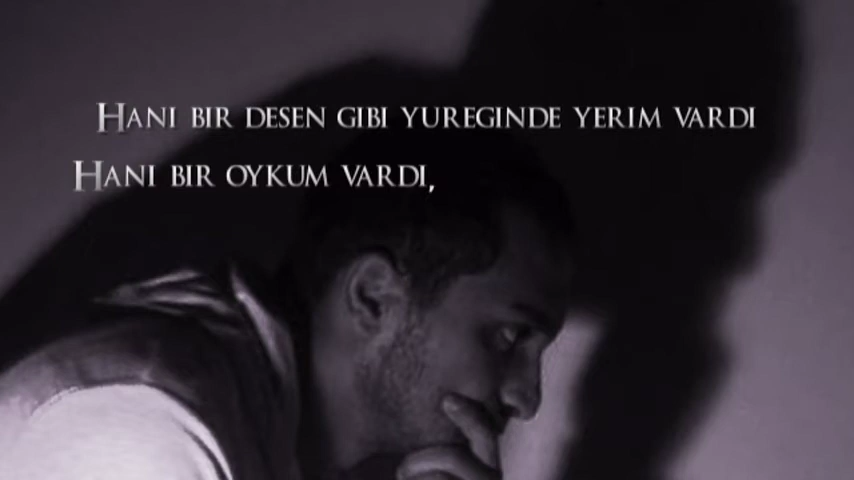 Hani bir desen gibi yureginde yerim vardi
Hani bir oykum vardi,